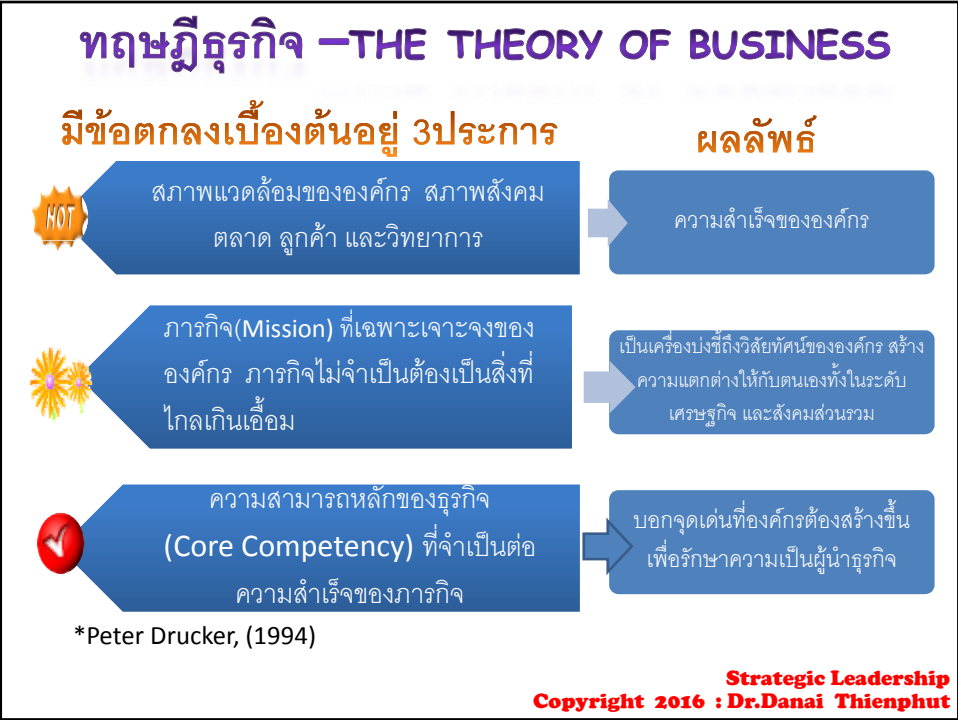 ทฤษฎีธุรกิจ –THE THEORY OF BUSINESS
มีข้อตกลงเบื้องต้นอยู่ 3ประการ
ผลลัพธ์
HOT
สภาพแวดล้อมขององค์กร สภาพสังคม
ตลาด ลูกค้า และวิทยาการ
ความสำเร็จขององค์กร
ภารกิจ(Mission) ที่เฉพาะเจาะจงของ
องค์กร ภารกิจไม่จำเป็นต้องเป็นสิ่งที่
ไกลเกินเอื้อม
เป็นเครื่องบ่งชี้ถึงวิสัยทัศน์ขององค์กร สร้าง
ความแตกต่างให้กับตนเองทั้งในระดับ
เศรษฐกิจ และสังคมส่วนรวม
ความสามารถหลักของธุรกิจ
(Core Competency) ที่จำเป็นต่อ
ความสำเร็จของภารกิจ
บอกจุดเด่นที่องค์กรต้องสร้างขึ้น
เพื่อรักษาความเป็นผู้นำธุรกิจ
*Peter Drucker, (1994)
Strategic Leadership
Copyright 2016 : Dr.Danai Thienphut